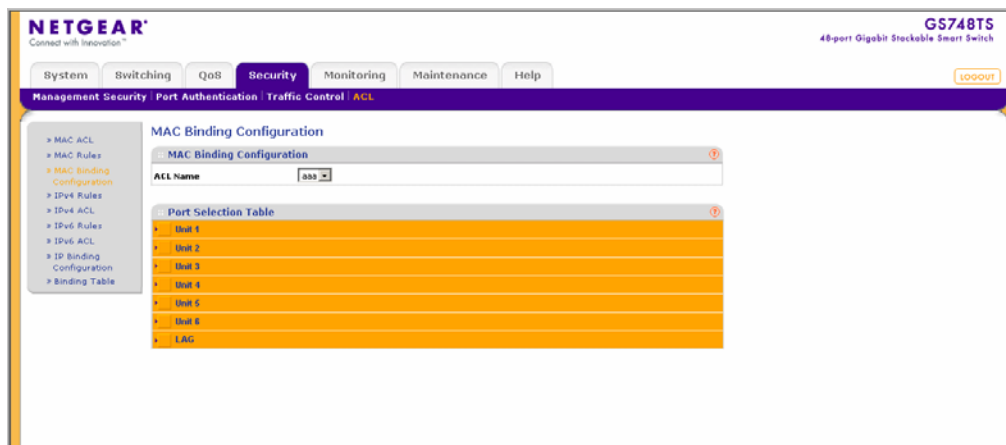 NETGEAR
Connect with Innovation™
GS748TS
48-port Gigabit Stackable Smart Switch
System Switching QoS Security Monitoring Maintenance Help
LOGOUT
Management Security | Port Authentication | Traffic Control | ACL
» MAC ACL
» MAC Rules
» MAC Binding
Configuration
» IPv4 Rules
» IPv4 ACL
» IPv6 Rules
» IPv6 ACL
» IP Binding
Configuration
» Binding Table
MAC Binding Configuration
MAC Binding Configuration
ACL Name aaa
Port Selection Table
Unit 1
Unit 2
Unit 3
Unit 4
Unit 5
Unit 6
LAG